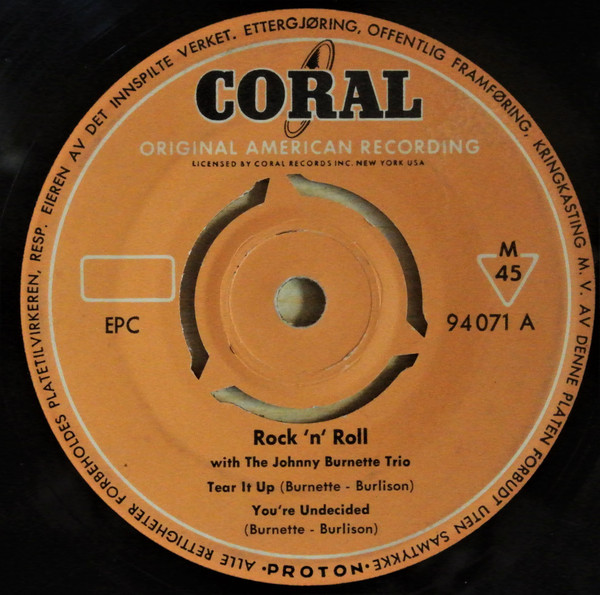 CORAL
ORIGINAL AMERICAN RECORDING
LICENSED BY CORAL RECORDS INC. NEW YORK USA
M
45
EPC
94071 A
Rock 'n' Roll
with The Johnny Burnette Trio
Tear It Up (Burnette - Burlison)
You're Undecided
(Burnette - Burlison)
• PROTON • ALLE RETTIGHETER FORBEHOLDES PLATETILVIRKEREN, RESP. EIEREN AV DET INNSPILTE VERKET. ETTERGJØRING, OFFENTLIG FRAMFØRING, KRINGKASTING M. V. AV DENNE PLATEN FORBUDT UTEN SAMTYKKE